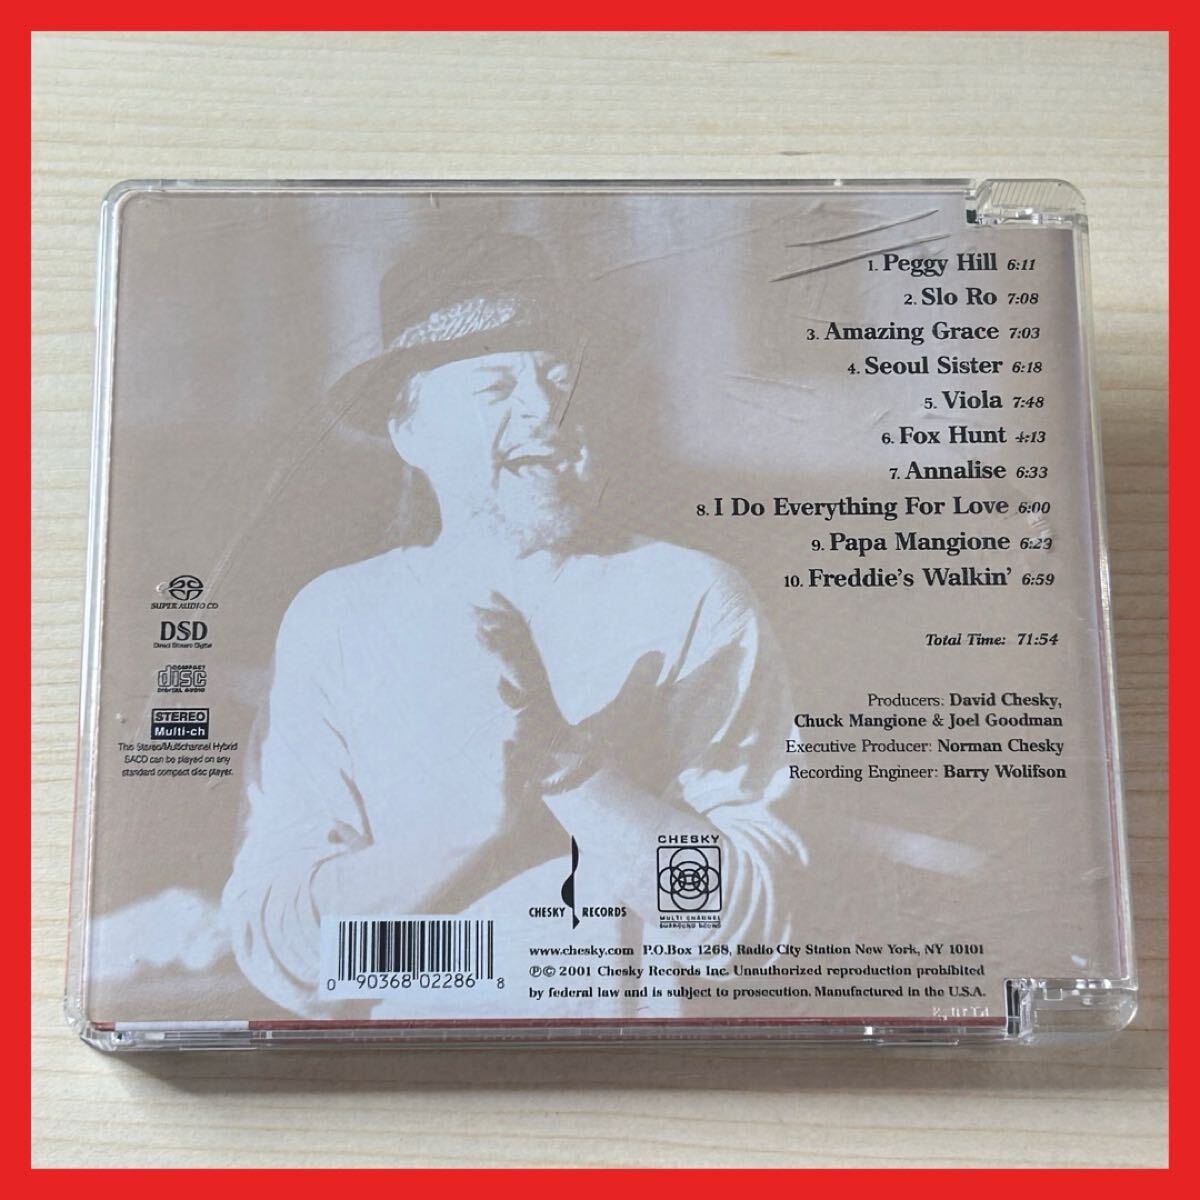 1. Peggy Hill 6:11
2. Slo Ro 7:08
3. Amazing Grace 7:03
4. Seoul Sister 6:18
5. Viola 7:48
6. Fox Hunt 4:13
7. Annalise 6:33
8. I Do Everything For Love 6:00
9. Papa Mangione 6:29
10. Freddie's Walkin' 6:59
Total Time: 71:54
Producers: David Chesky,
Chuck Mangione & Joel Goodman
Executive Producer: Norman Chesky
Recording Engineer: Barry Wolifson
SUPER AUDIO CD
DSD
Direct Stream Digital
COMPACT
disc
DIGITAL AUDIO
STEREO
Multi-ch
This Stereo/Multichannel Hybrid
SACD can be played on any
standard compact disc player.
CHESKY RECORDS
CHESKY
MULTI CHANNEL
SURROUND SOUND
0 90368 02286 8
www.chesky.com P.O.Box 1268, Radio City Station New York, NY 10101
℗© 2001 Chesky Records Inc. Unauthorized reproduction prohibited
by federal law and is subject to prosecution. Manufactured in the U.S.A.